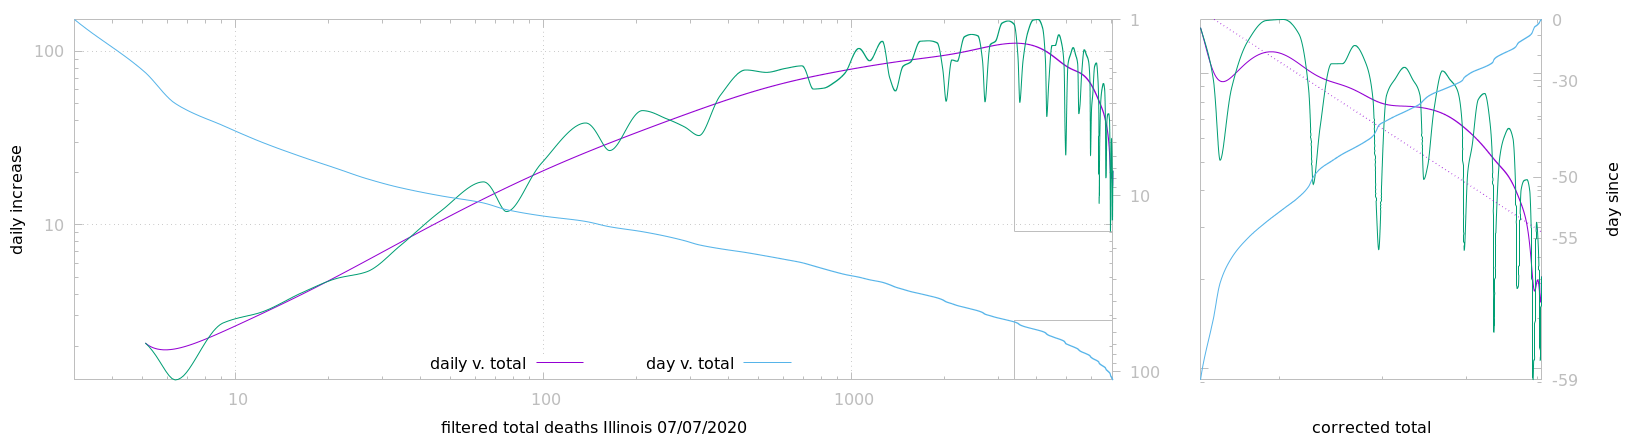 100
10
daily increase
daily v. total
day v. total
10
100
1000
filtered total deaths Illinois 07/07/2020
1
10
100
0
-30
-50
-55
-59
day since
corrected total